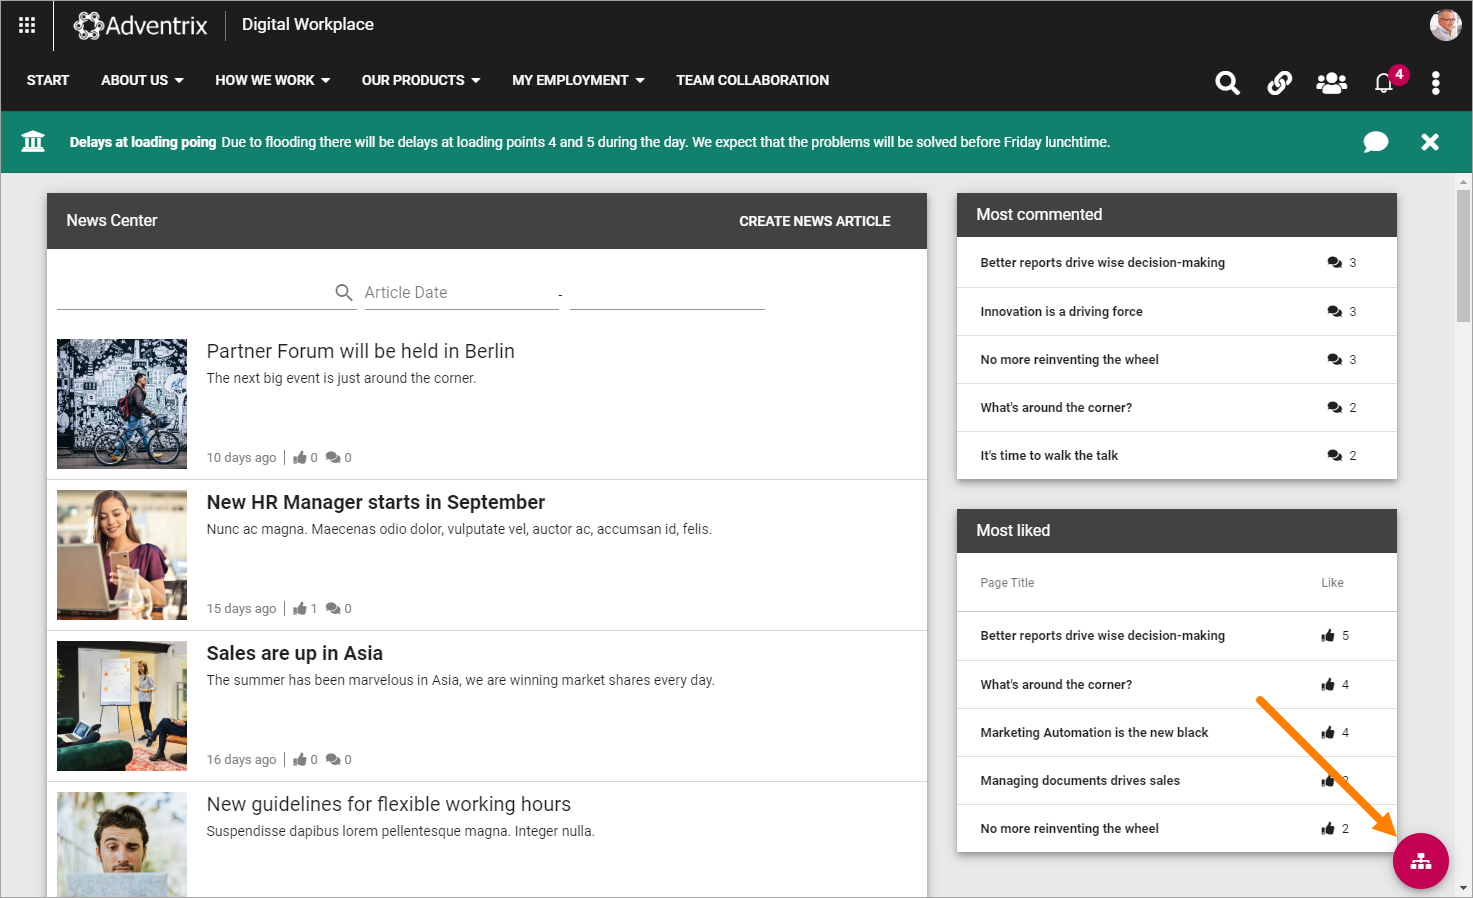 Adventrix
Digital Workplace
START ABOUT US HOW WE WORK OUR PRODUCTS MY EMPLOYMENT TEAM COLLABORATION
4
Delays at loading poing Due to flooding there will be delays at loading points 4 and 5 during the day. We expect that the problems will be solved before Friday lunchtime.
News Center
CREATE NEWS ARTICLE
Article Date -
Partner Forum will be held in Berlin
The next big event is just around the corner.
10 days ago | 0 0
New HR Manager starts in September
Nunc ac magna. Maecenas odio dolor, vulputate vel, auctor ac, accumsan id, felis.
15 days ago | 1 0
Sales are up in Asia
The summer has been marvelous in Asia, we are winning market shares every day.
16 days ago | 0 0
New guidelines for flexible working hours
Suspendisse dapibus lorem pellentesque magna. Integer nulla.
Most commented
Better reports drive wise decision-making 3
Innovation is a driving force 3
No more reinventing the wheel 3
What's around the corner? 2
It's time to walk the talk 2
Most liked
Page Title Like
Better reports drive wise decision-making 5
What's around the corner? 4
Marketing Automation is the new black 4
Managing documents drives sales
No more reinventing the wheel 2